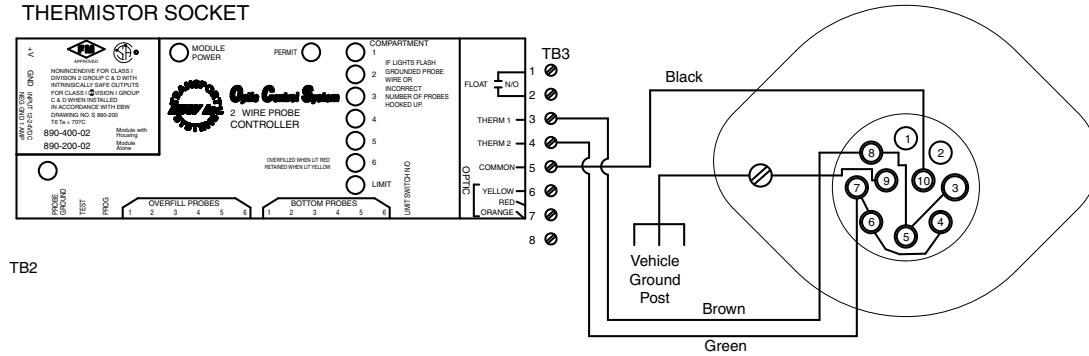 THERMISTOR SOCKET
+V
GND
INPUT 12-24VDC
NEG GND 1 AMP
FM
APPROVED
NONINCENDIVE FOR CLASS I
DIVISION 2 GROUP C & D WITH
INTRINSICALLY SAFE OUTPUTS
FOR CLASS I DIVISION I GROUP
C & D WHEN INSTALLED
IN ACCORDANCE WITH EBW
DRAWING NO. S 890-200
T6 Ta = 70?C
890-400-02 Module with Housing
890-200-02 Module Alone
MODULE POWER
PERMIT
Optic Control System
2 WIRE PROBE
CONTROLLER
COMPARTMENT
1
2
3
4
5
6
LIMIT
IF LIGHTS FLASH
GROUNDED PROBE
WIRE OR
INCORRECT
NUMBER OF PROBES
HOOKED UP.
OVERFILLED WHEN LIT RED
RETAINED WHEN LIT YELLOW
PROBE GROUND
TEST
PROG
OVERFILL PROBES
1 2 3 4 5 6
BOTTOM PROBES
1 2 3 4 5 6
LIMIT SWITCH N/O
OPTIC
FLOAT N/O
THERM 1
THERM 2
COMMON
YELLOW
RED
ORANGE
TB3
1
2
3
4
5
6
7
8
TB2
Black
Vehicle
Ground
Post
Brown
Green
1
2
8
9
10
3
7
6
5
4